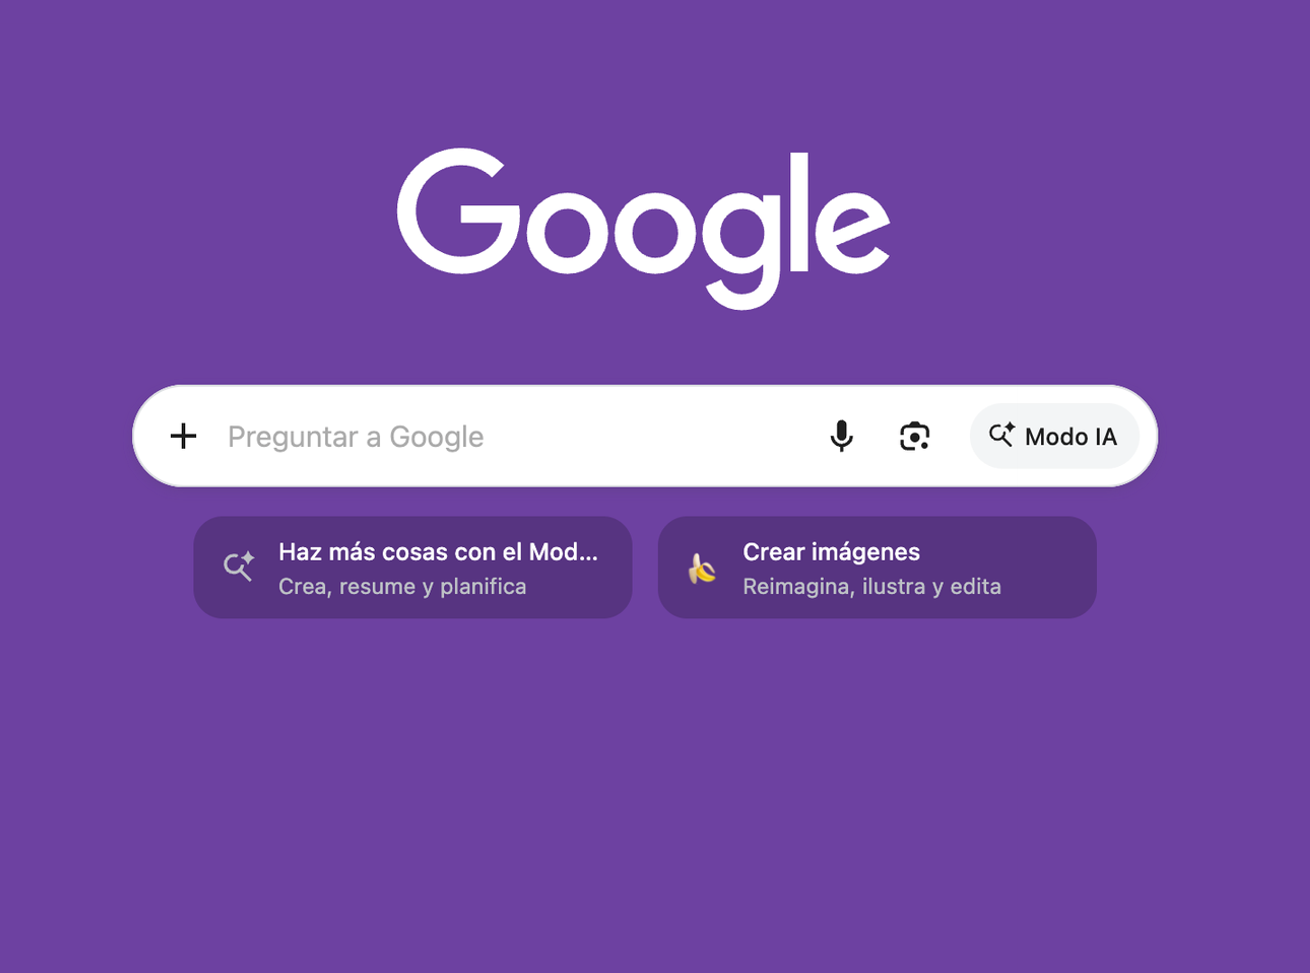 Google
Preguntar a Google
Modo IA
Haz más cosas con el Mod...
Crea, resume y planifica
Crear imágenes
Reimagina, ilustra y edita